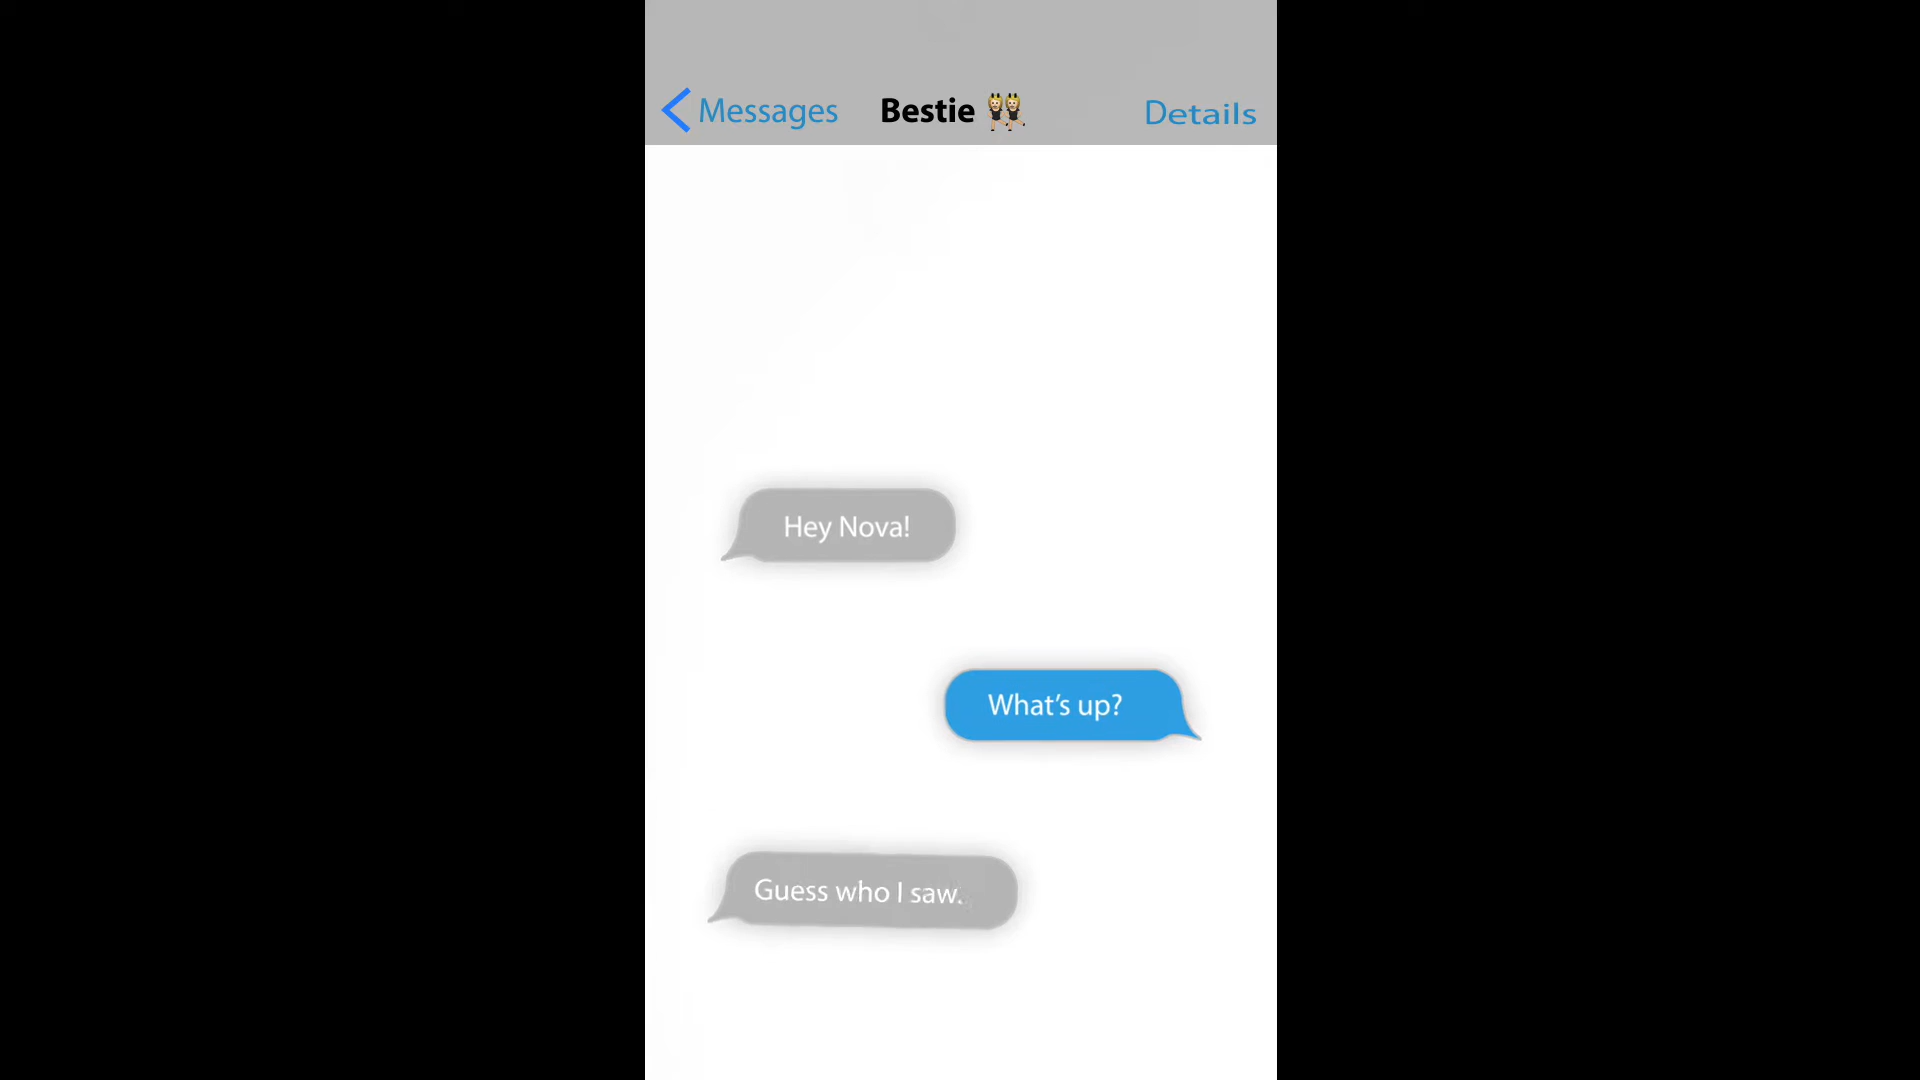 Messages Bestie 👯 Details
Hey Nova!
What's up?
Guess who I saw.